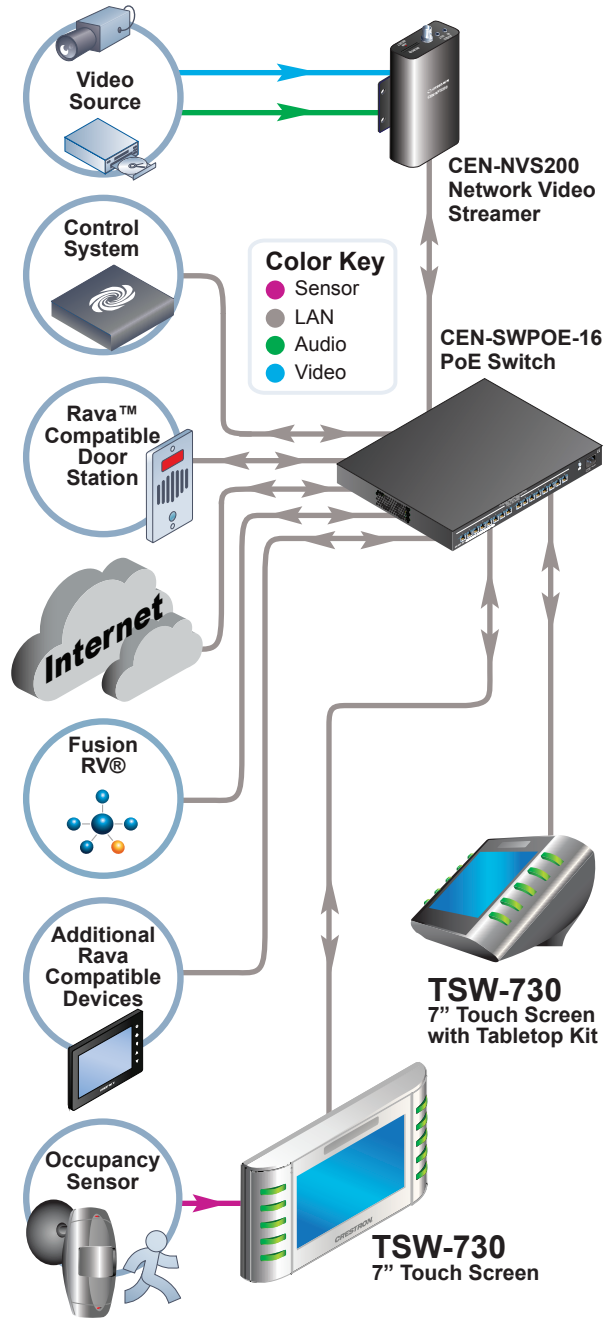 Video
Source
CEN-NVS200
Network Video
Streamer
Control
System
Color Key
Sensor
LAN
Audio
Video
CEN-SWPOE-16
PoE Switch
Rava™
Compatible
Door
Station
Internet
Fusion
RV®
Additional
Rava
Compatible
Devices
TSW-730
7” Touch Screen
with Tabletop Kit
Occupancy
Sensor
CRESTRON
TSW-730
7” Touch Screen